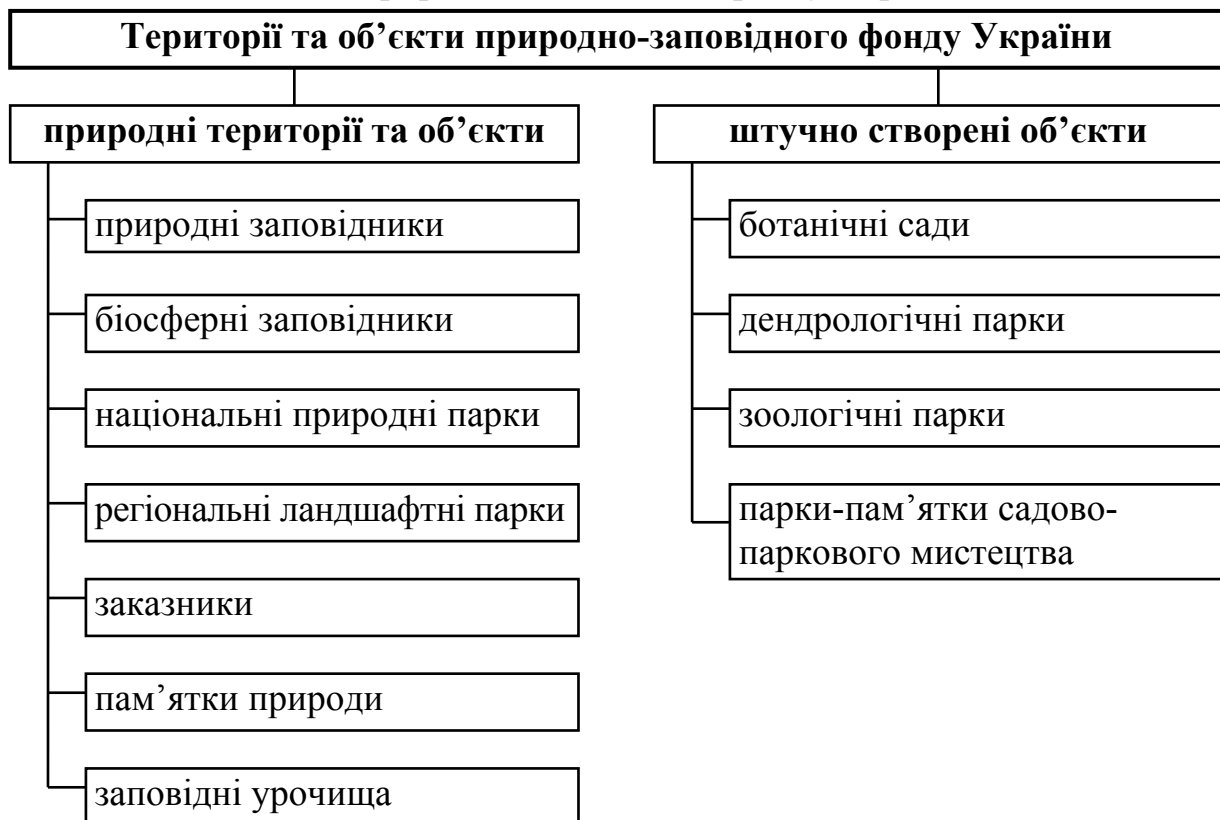 Території та об’єкти природно-заповідного фонду України
природні території та об’єкти
природні заповідники
біосферні заповідники
національні природні парки
регіональні ландшафтні парки
заказники
пам’ятки природи
заповідні урочища
штучно створені об’єкти
ботанічні сади
дендрологічні парки
зоологічні парки
парки-пам’ятки садово-
паркового мистецтва